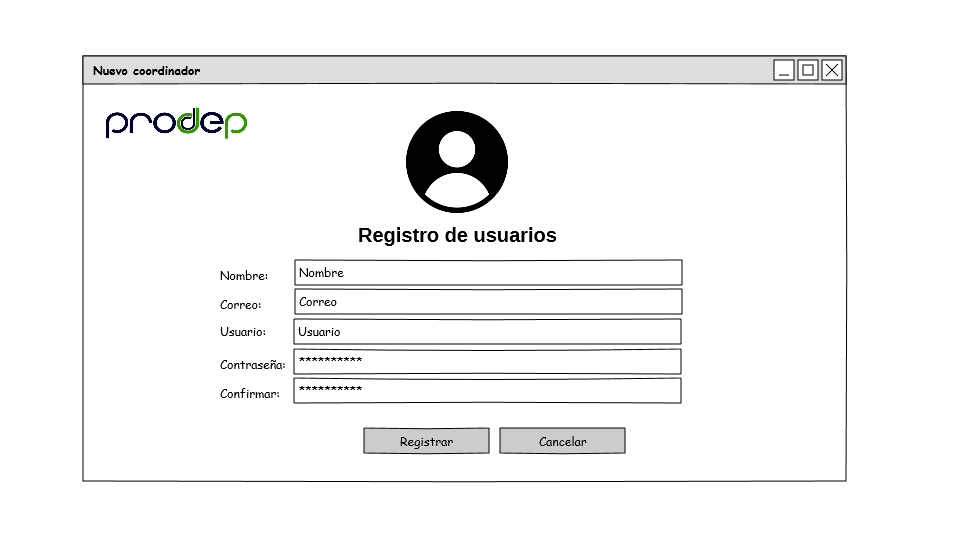 Nuevo coordinador
prodep
Registro de usuarios
Nombre: Nombre
Correo: Correo
Usuario: Usuario
Contraseña: **********
Confirmar: **********
Registrar Cancelar